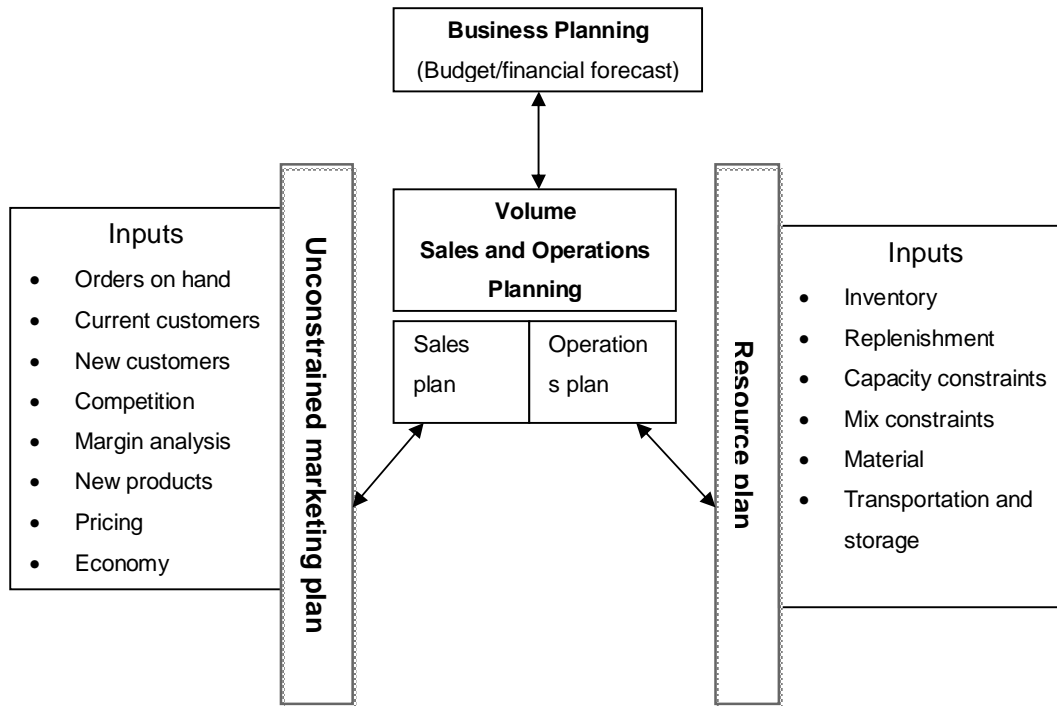 Business Planning
(Budget/financial forecast)
Inputs
• Orders on hand
• Current customers
• New customers
• Competition
• Margin analysis
• New products
• Pricing
• Economy
Unconstrained marketing plan
Volume
Sales and Operations
Planning
Sales
plan
Operation
s plan
Resource plan
Inputs
• Inventory
• Replenishment
• Capacity constraints
• Mix constraints
• Material
• Transportation and
storage